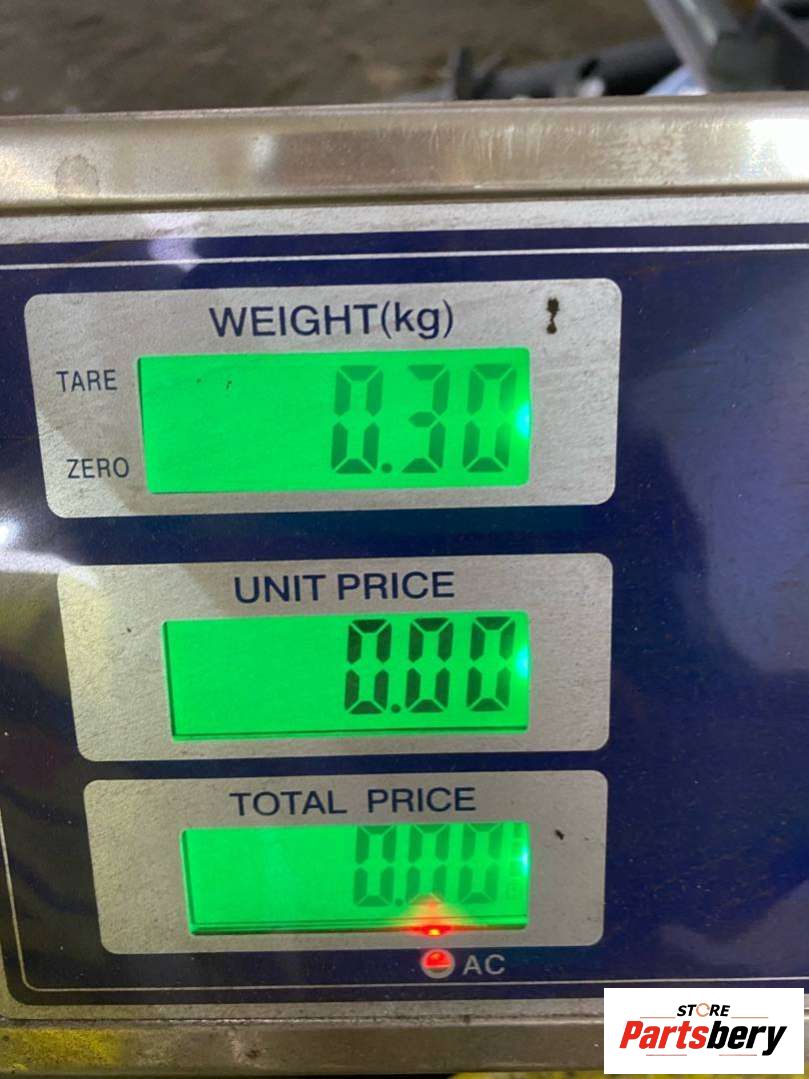 WEIGHT(kg)
TARE
0.30
ZERO
UNIT PRICE
0.00
TOTAL PRICE
0.00
AC
STORE
Partsbery